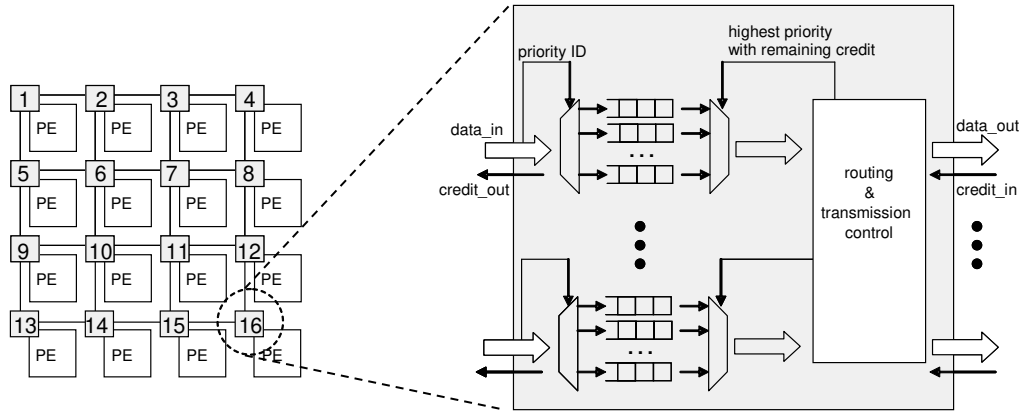 1 2 3 4
PE PE PE PE
5 6 7 8
PE PE PE PE
9 10 11 12
PE PE PE PE
13 14 15 16
PE PE PE PE
priority ID
highest priority
with remaining credit
data_in
credit_out
...
routing
&
transmission
control
data_out
credit_in
...